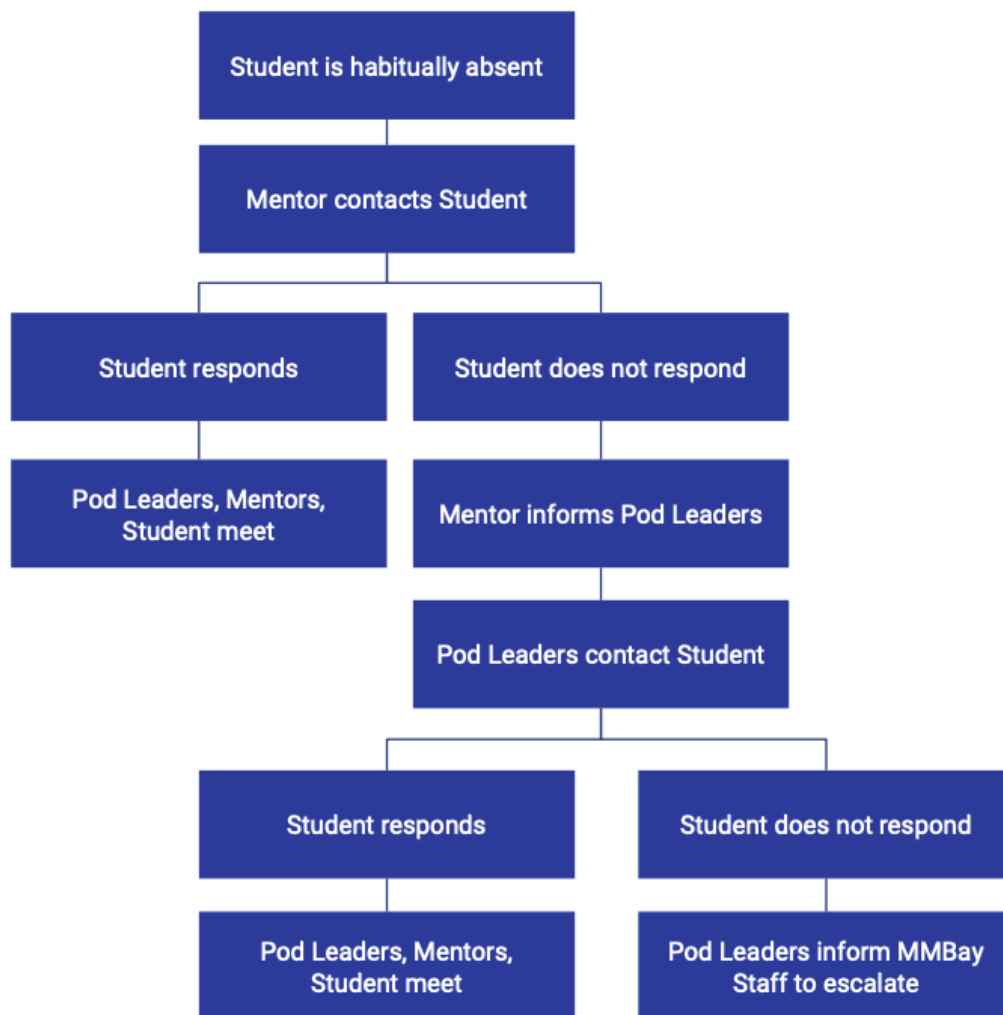 Student is habitually absent
Mentor contacts Student
Student responds
Student does not respond
Pod Leaders, Mentors,
Student meet
Mentor informs Pod Leaders
Pod Leaders contact Student
Student responds
Student does not respond
Pod Leaders, Mentors,
Student meet
Pod Leaders inform MMBay
Staff to escalate